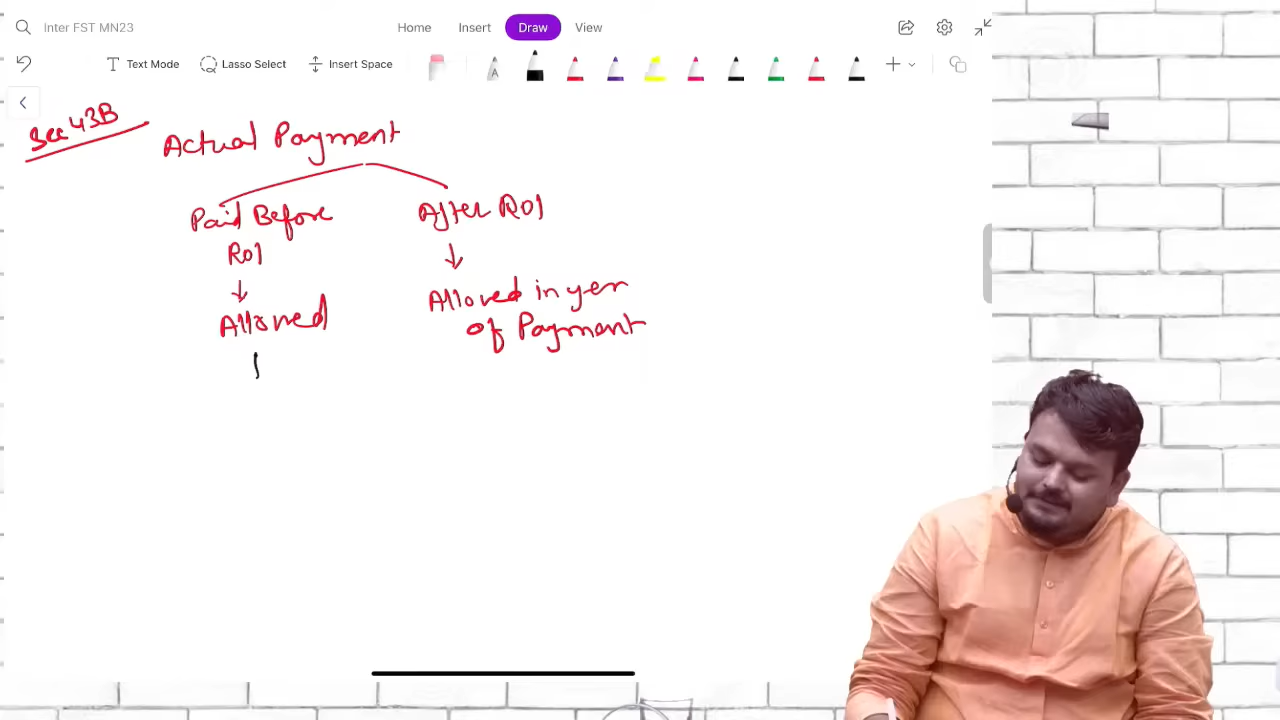 Inter FST MN23
Home
Insert
Draw
View
Text Mode
Lasso Select
Insert Space
A
Sec 43B
Actual Payment
Paid Before
ROI
After ROI
Allowed
Allowed in year
of Payment